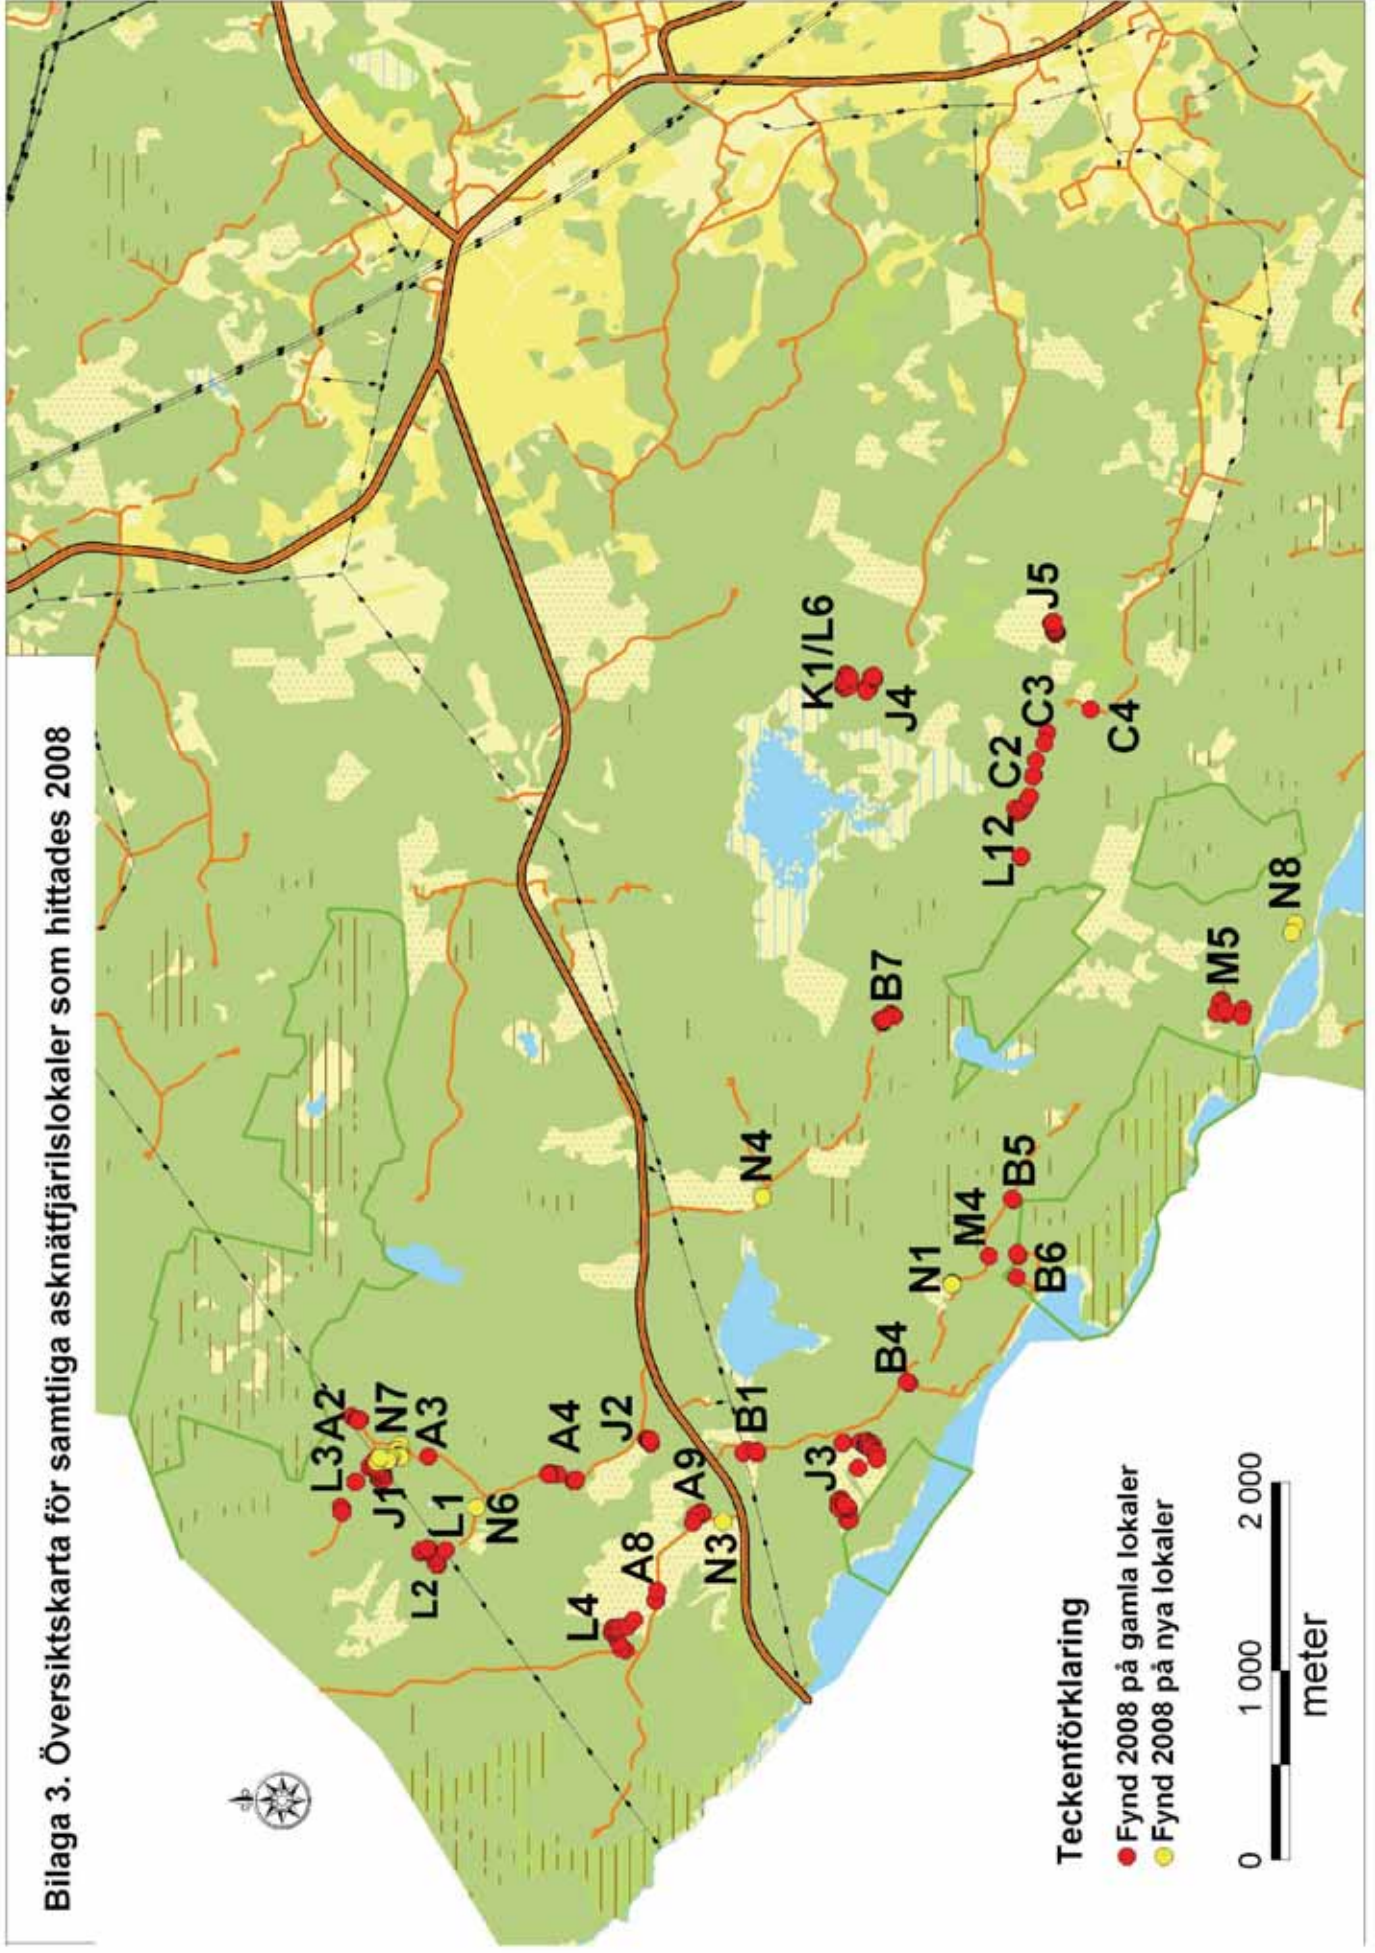 Bilaga 3. Översiktskarta för samtliga asknätfjärilslokaler som hittades 2008
L3
A2
J1
N7
A3
L2
L1
N6
A4
J2
L4
A8
A9
N3
B1
J3
N4
B4
N1
M4
B5
B6
B7
K1/L6
J4
J5
L12
C2
C3
C4
M5
N8
Teckenförklaring
Fynd 2008 på gamla lokaler
Fynd 2008 på nya lokaler
0 1 000 2 000
meter